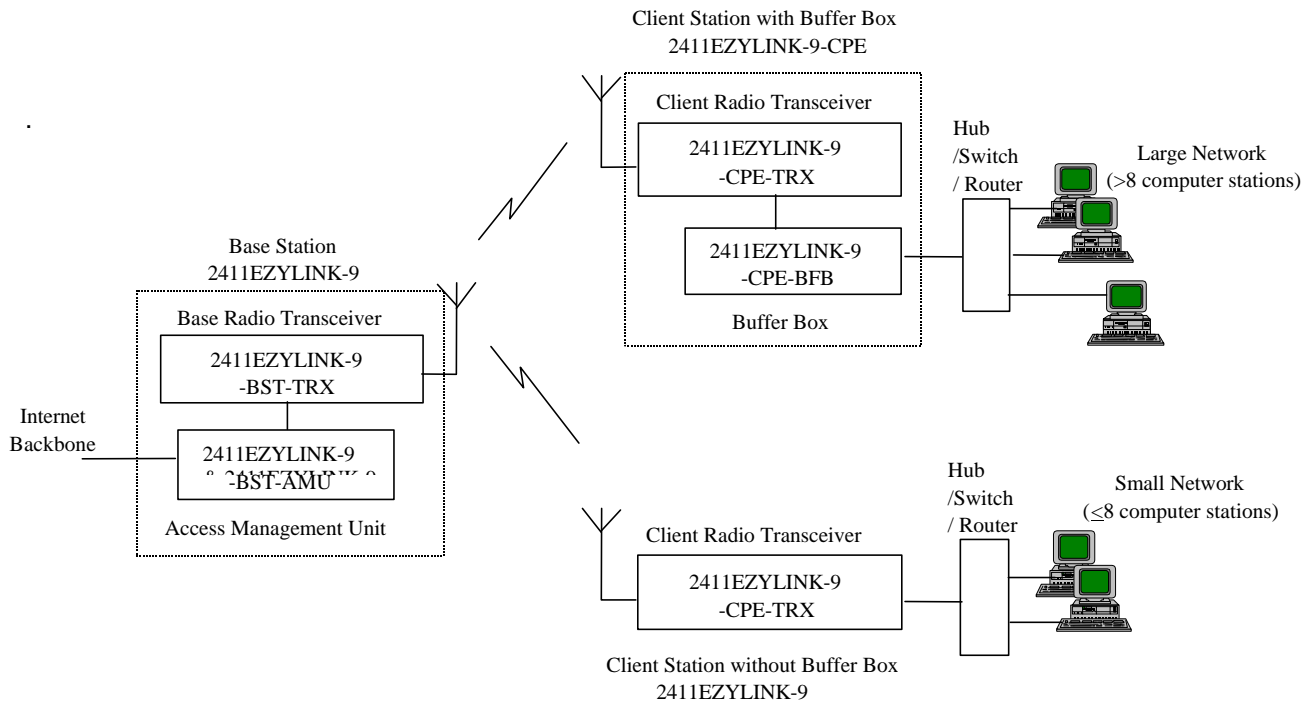 Client Station with Buffer Box
2411EZYLINK-9-CPE
Client Radio Transceiver
2411EZYLINK-9
-CPE-TRX
2411EZYLINK-9
-CPE-BFB
Buffer Box
Hub
/Switch
/ Router
Large Network
(>8 computer stations)
.
Base Station
2411EZYLINK-9
Base Radio Transceiver
2411EZYLINK-9
-BST-TRX
Internet
Backbone
2411EZYLINK-9
-BST-AMU
Access Management Unit
Client Radio Transceiver
2411EZYLINK-9
-CPE-TRX
Client Station without Buffer Box
2411EZYLINK-9
Hub
/Switch
/ Router
Small Network
(≤8 computer stations)